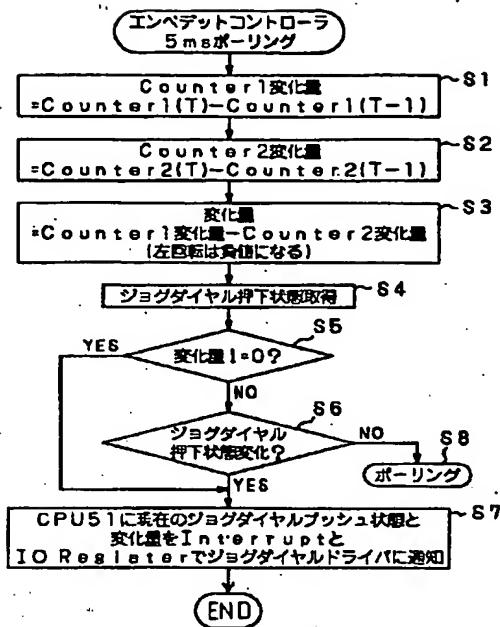 エンベデットコントローラ
5msポーリング
S1
Counter1変化量
=Counter1(T)-Counter1(T-1)
S2
Counter2変化量
=Counter2(T)-Counter2(T-1)
S3
変化量
=Counter1変化量-Counter2変化量
(左回転は負値になる)
S4
ジョグダイヤル押下状態取得
S5
変化量!=0?
YES
NO
S6
ジョグダイヤル
押下状態変化?
NO
S8
ポーリング
YES
S7
CPU51に現在のジョグダイヤルプッシュ状態と
変化量をInterruptと
IO Registerでジョグダイヤルドライバに通知
END